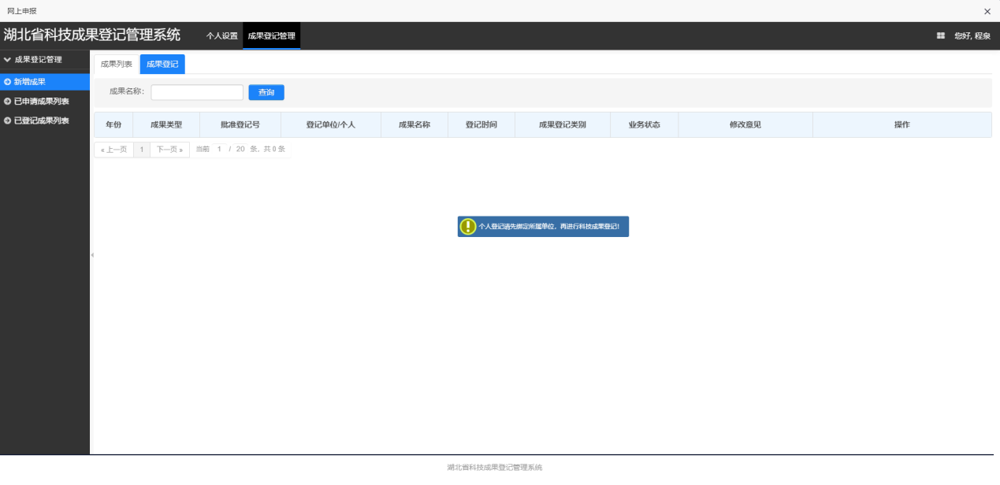 网上申报
湖北省科技成果登记管理系统 个人设置 成果登记管理 您好, 程泉
成果登记管理
新增成果
已申请成果列表
已登记成果列表
成果列表 成果登记
成果名称: 查询
年份 成果类型 批准登记号 登记单位/个人 成果名称 登记时间 成果登记类别 业务状态 修改意见 操作
« 上一页 1 下一页 » 当前 1 / 20 条, 共 0 条
个人登记请先绑定所属单位，再进行科技成果登记!
湖北省科技成果登记管理系统